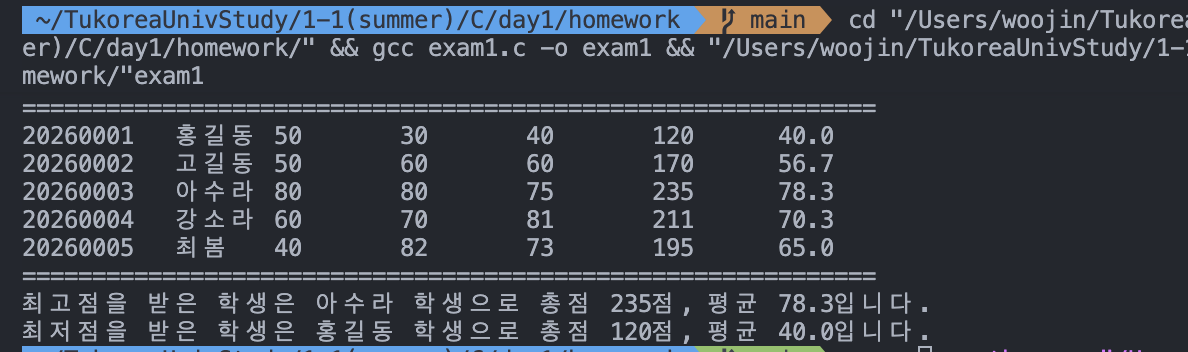 ~/TukoreaUnivStudy/1-1(summer)/C/day1/homework main cd "/Users/woojin/Tukorea
er)/C/day1/homework/" && gcc exam1.c -o exam1 && "/Users/woojin/TukoreaUnivStudy/1-
mework/"exam1
=============================================================
20260001 홍길동 50 30 40 120 40.0
20260002 고길동 50 60 60 170 56.7
20260003 아수라 80 80 75 235 78.3
20260004 강소라 60 70 81 211 70.3
20260005 최봄 40 82 73 195 65.0
=============================================================
최고점을 받은 학생은 아수라 학생으로 총점 235점, 평균 78.3입니다.
최저점을 받은 학생은 홍길동 학생으로 총점 120점, 평균 40.0입니다.